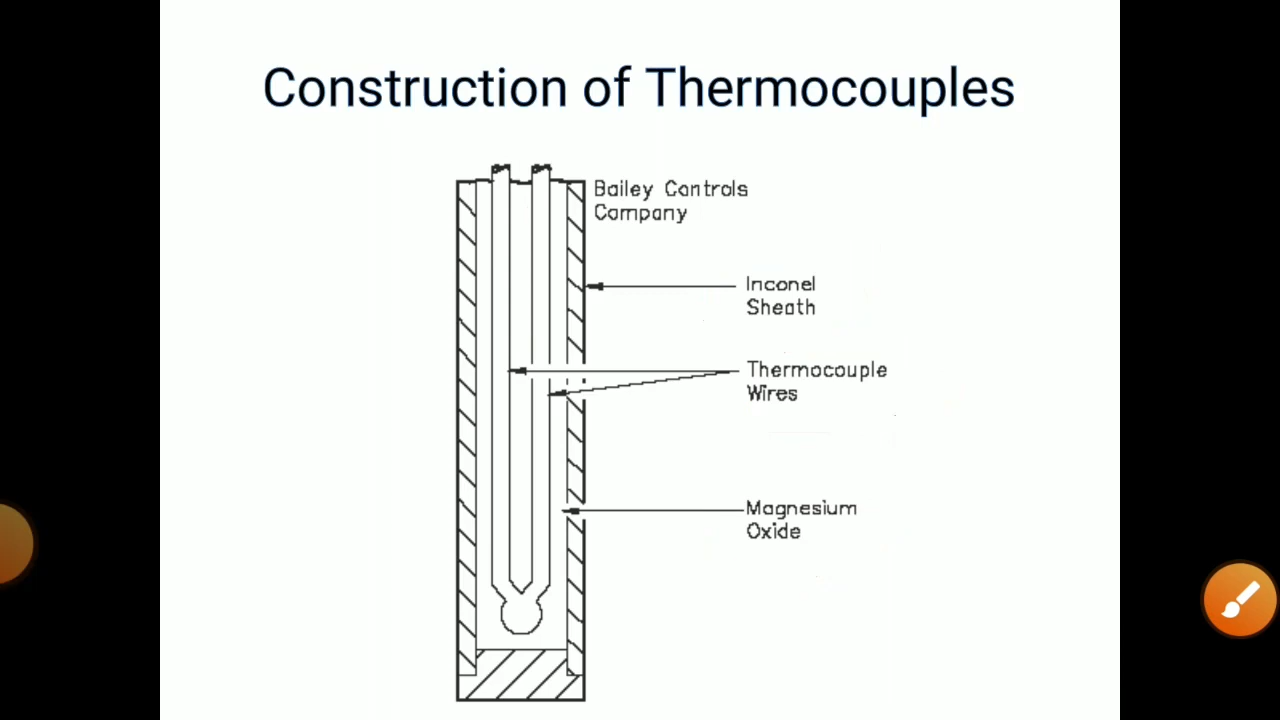 Construction of Thermocouples
Bailey Controls
Company
Inconel
Sheath
Thermocouple
Wires
Magnesium
Oxide